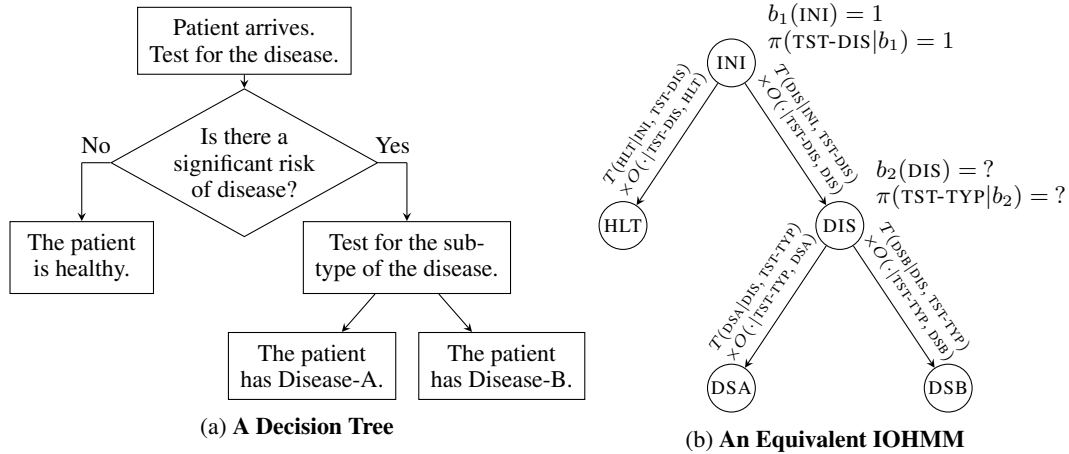 Patient arrives.
Test for the disease.
Is there a
significant risk
of disease?
No
Yes
The patient
is healthy.
Test for the sub-
type of the disease.
The patient
has Disease-A.
The patient
has Disease-B.
(a) A Decision Tree
b₁(INI) = 1
π(TST-DIS|b₁) = 1
INI
T(HLT|INI, TST-DIS)
×O(·|TST-DIS, HLT)
T(DIS|INI, TST-DIS)
×O(·|TST-DIS, DIS)
b₂(DIS) = ?
π(TST-TYP|b₂) = ?
HLT
DIS
T(DSA|DIS, TST-TYP)
×O(·|TST-TYP, DSA)
T(DSB|DIS, TST-TYP)
×O(·|TST-TYP, DSB)
DSA
DSB
(b) An Equivalent IOHMM